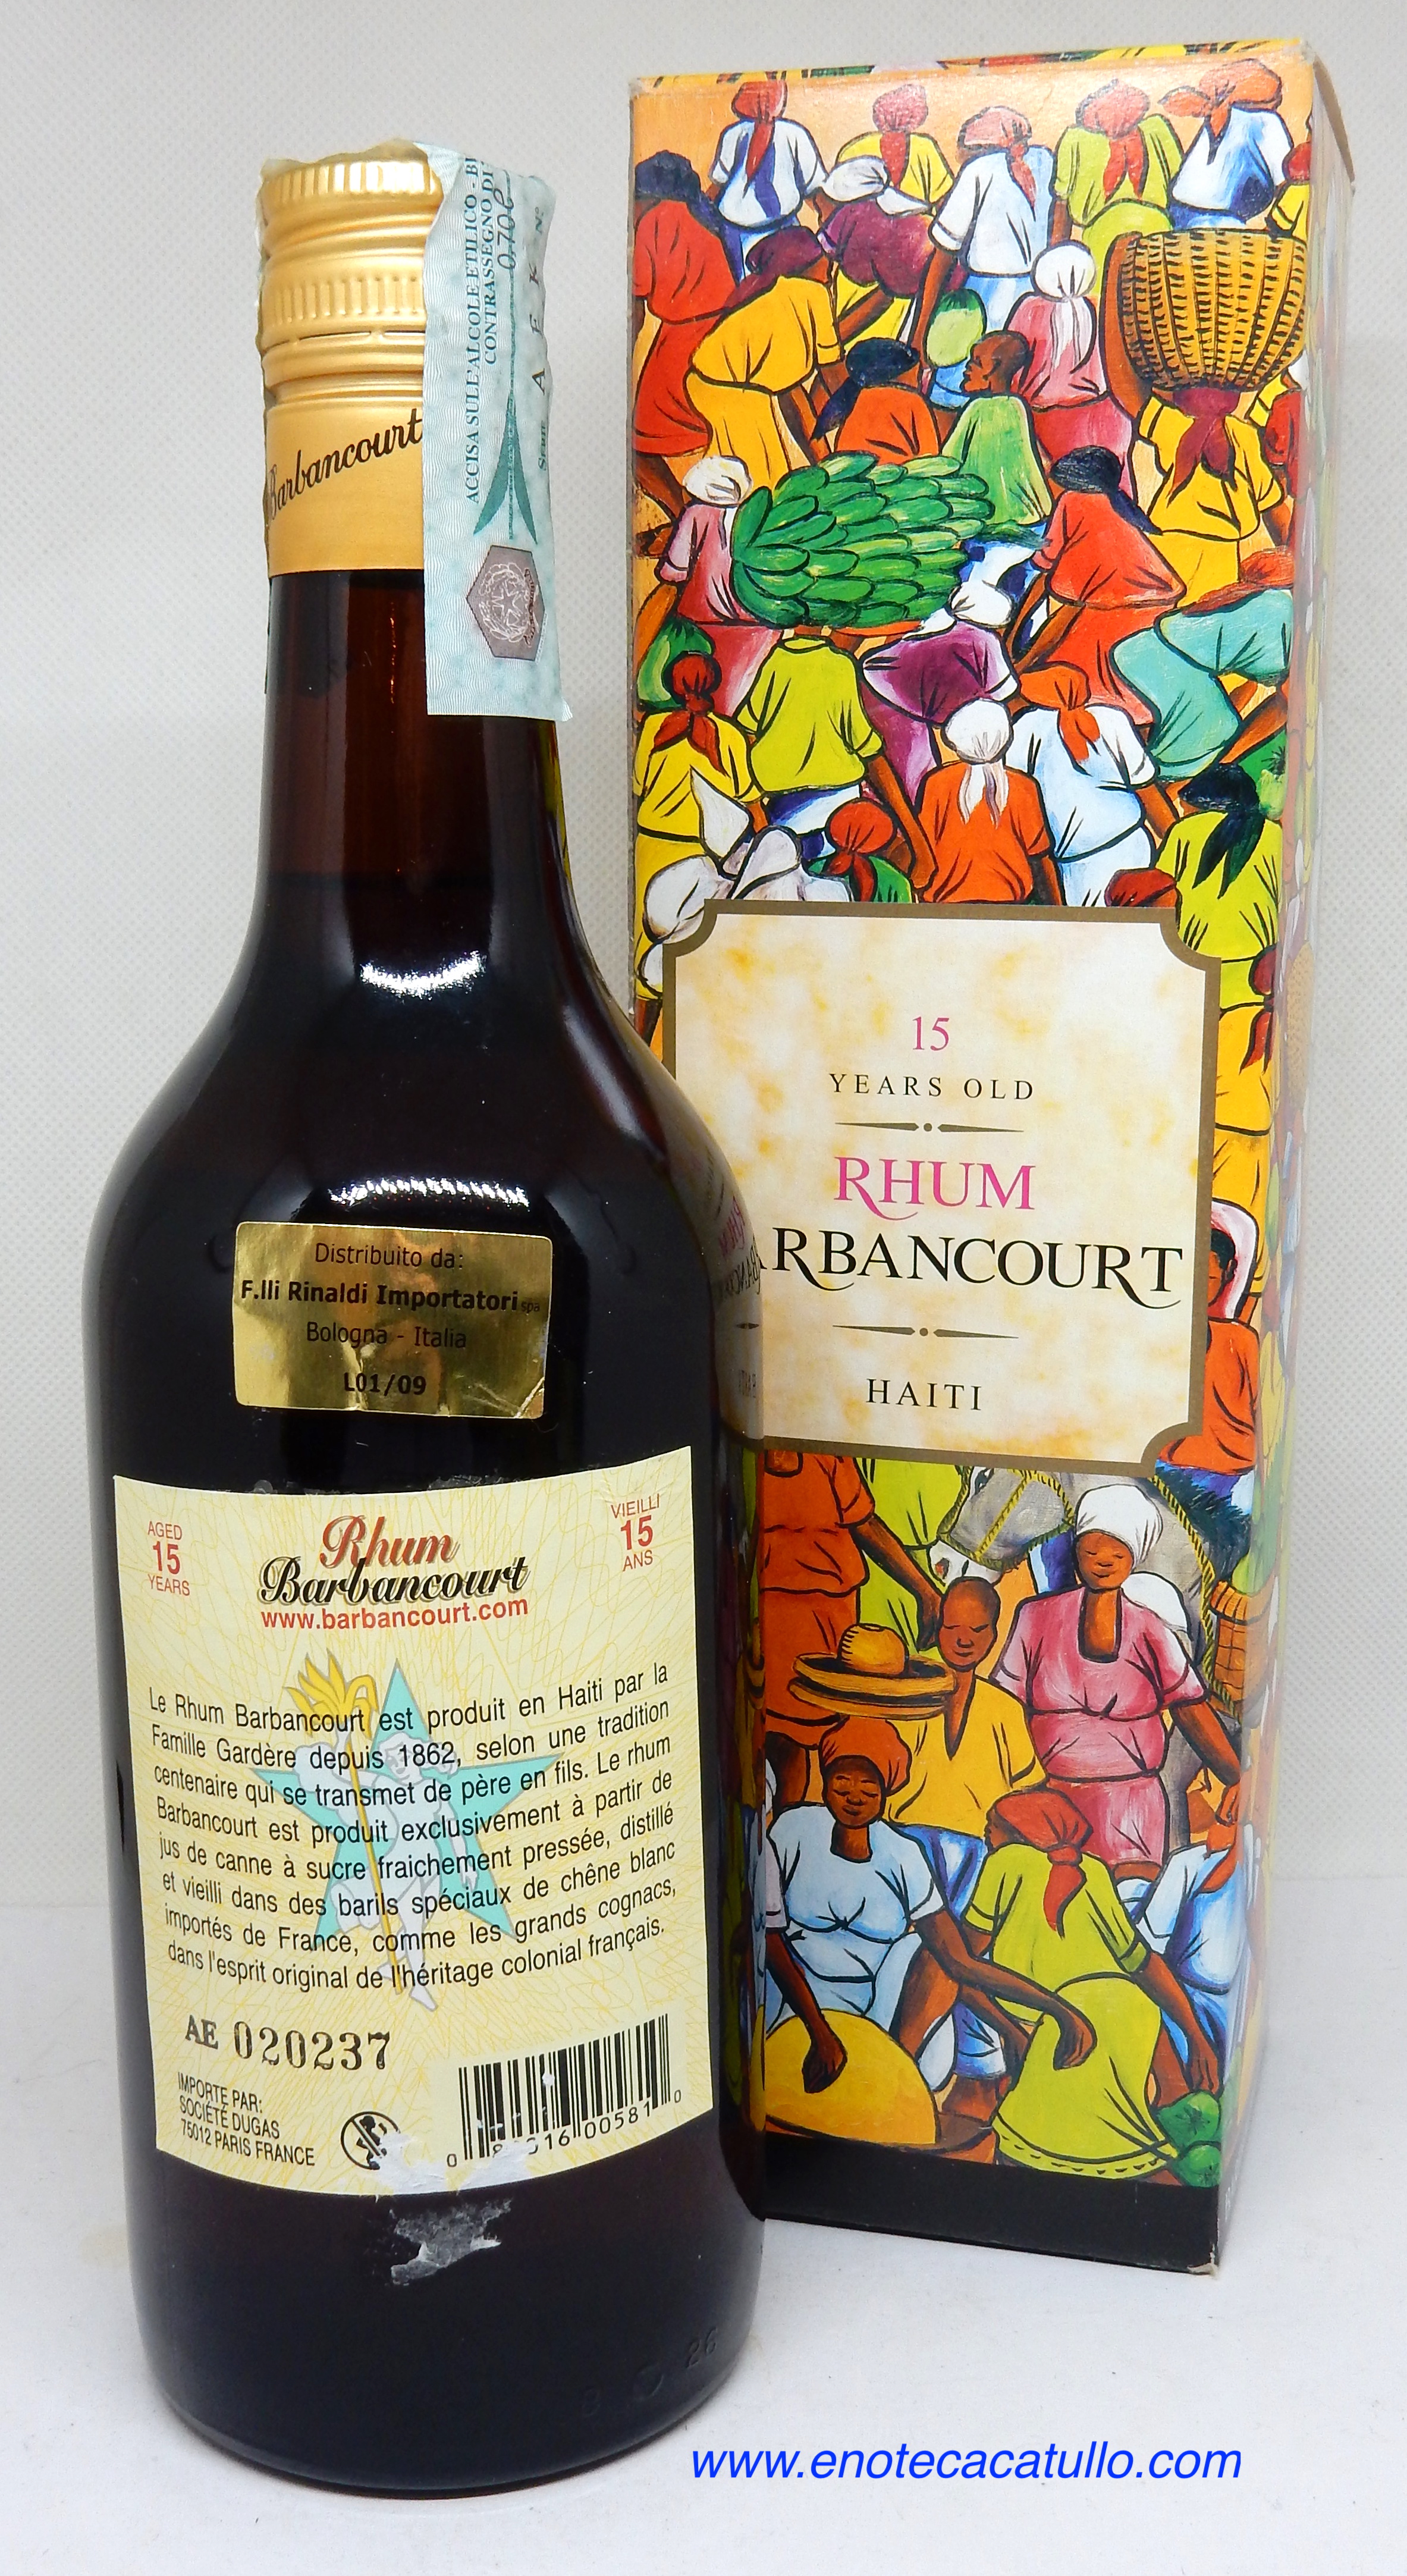 ACCISA SULL'ALCOLE ETILICO -
CONTRASSEGNO DI
0,70
A F K N°
Barbancourt
15
YEARS OLD
RHUM
RBANCOURT
HAITI
Distribuito da:
F.lli Rinaldi Importatori spa
Bologna - Italia
L01/09
AGED
15
YEARS
Rhum
Barbancourt
www.barbancourt.com
VIEILLI
15
ANS
Le Rhum Barbancourt est produit en Haiti par la
Famille Gardère depuis 1862, selon une tradition
centenaire qui se transmet de père en fils. Le rhum
Barbancourt est produit exclusivement à partir de
jus de canne à sucre fraichement pressée, distillé
et vieilli dans des barils spéciaux de chêne blanc
importés de France, comme les grands cognacs,
dans l'esprit original de l'héritage colonial français.
AE 020237
IMPORTE PAR:
SOCIÉTÉ DUGAS
75012 PARIS FRANCE
00581 0
www.enotecacatullo.com